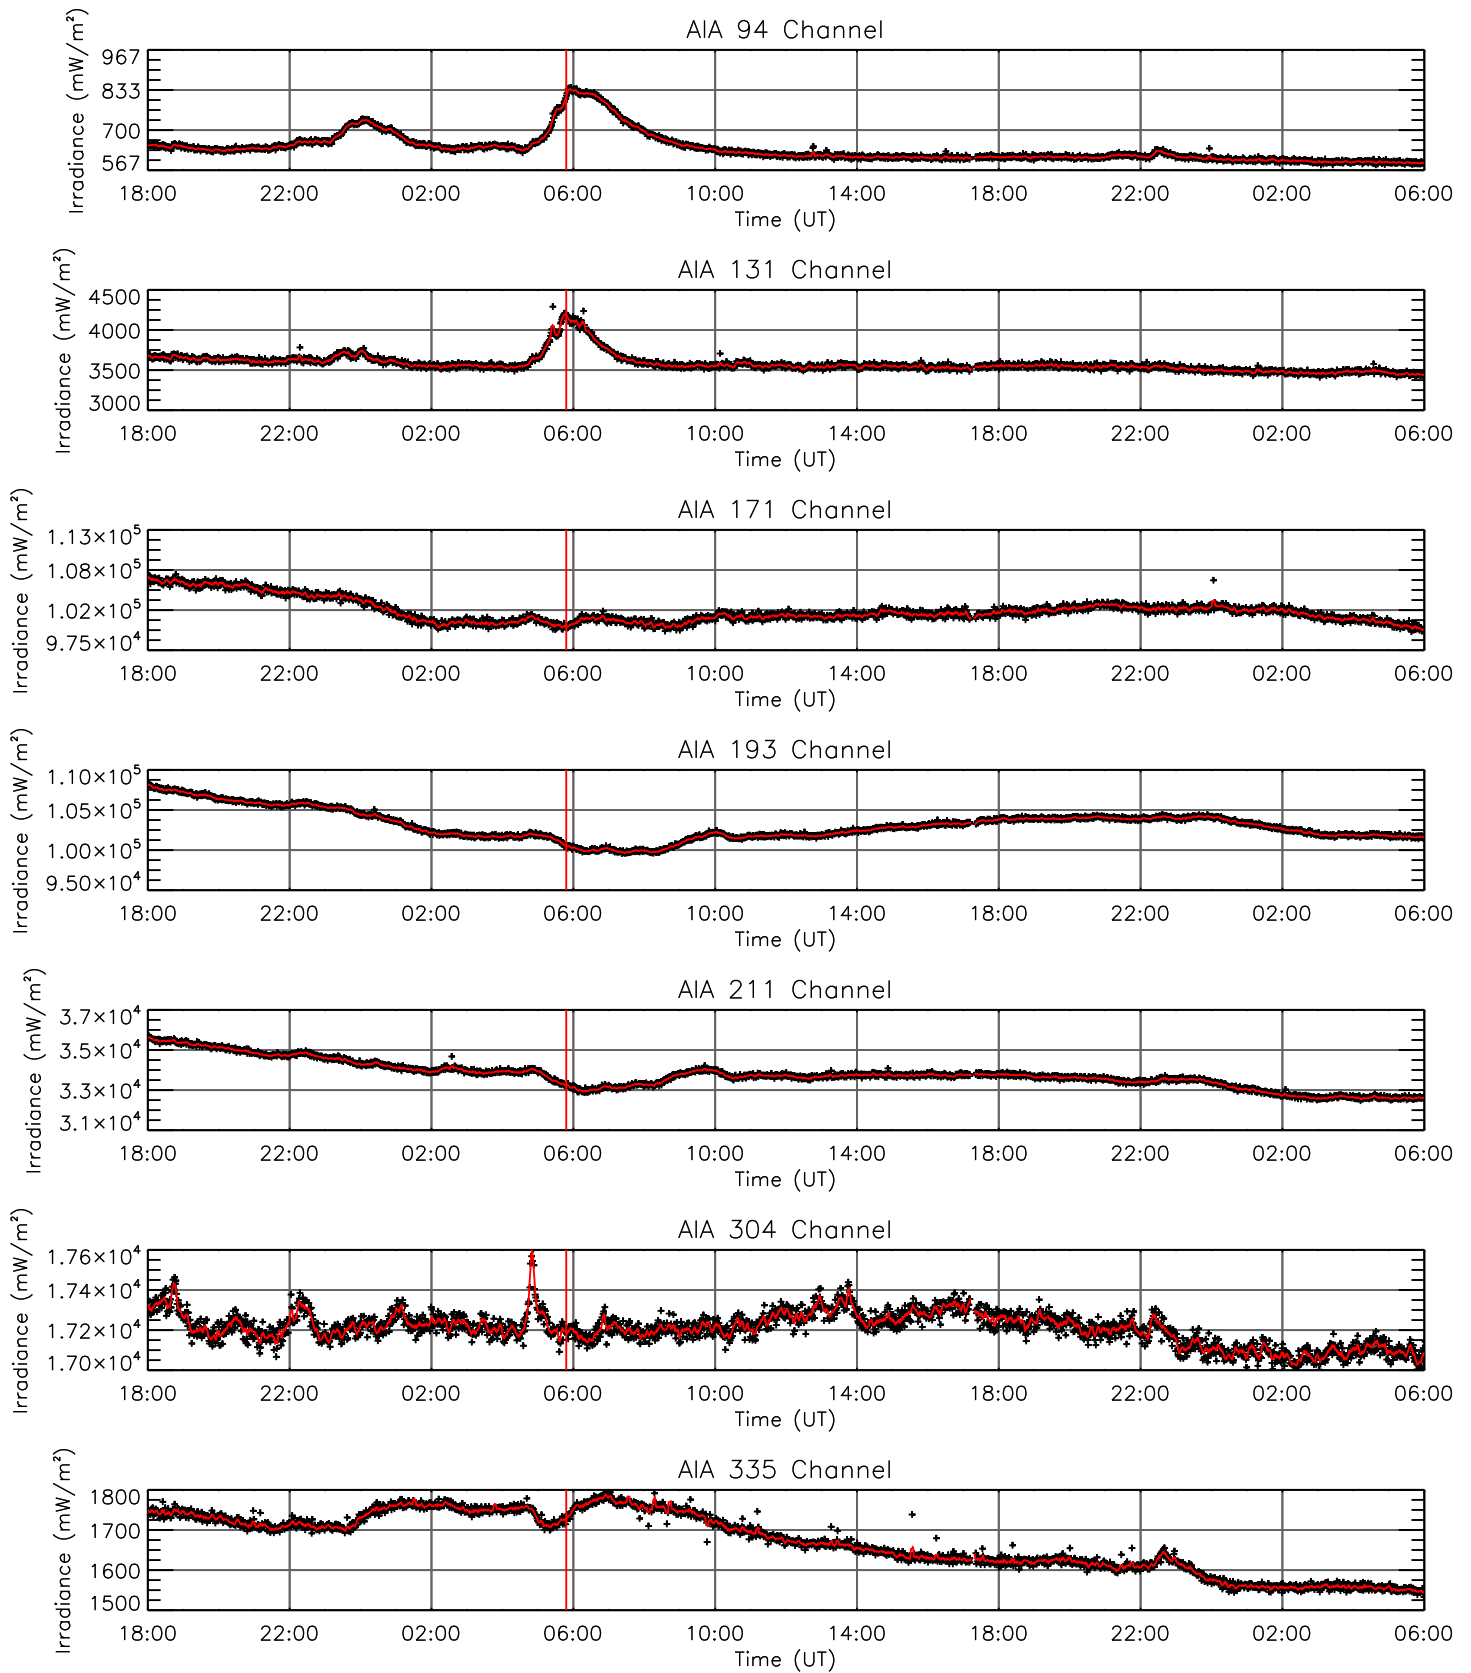 AIA 94 Channel
Irradiance (mW/m²)
967
833
700
567
18:00 22:00 02:00 06:00 10:00 14:00 18:00 22:00 02:00 06:00
Time (UT)
AIA 131 Channel
Irradiance (mW/m²)
4500
4000
3500
3000
18:00 22:00 02:00 06:00 10:00 14:00 18:00 22:00 02:00 06:00
Time (UT)
AIA 171 Channel
Irradiance (mW/m²)
1.13×10⁵
1.08×10⁵
1.02×10⁵
9.75×10⁴
18:00 22:00 02:00 06:00 10:00 14:00 18:00 22:00 02:00 06:00
Time (UT)
AIA 193 Channel
Irradiance (mW/m²)
1.10×10⁵
1.05×10⁵
1.00×10⁵
9.50×10⁴
18:00 22:00 02:00 06:00 10:00 14:00 18:00 22:00 02:00 06:00
Time (UT)
AIA 211 Channel
Irradiance (mW/m²)
3.7×10⁴
3.5×10⁴
3.3×10⁴
3.1×10⁴
18:00 22:00 02:00 06:00 10:00 14:00 18:00 22:00 02:00 06:00
Time (UT)
AIA 304 Channel
Irradiance (mW/m²)
1.76×10⁴
1.74×10⁴
1.72×10⁴
1.70×10⁴
18:00 22:00 02:00 06:00 10:00 14:00 18:00 22:00 02:00 06:00
Time (UT)
AIA 335 Channel
Irradiance (mW/m²)
1800
1700
1600
1500
18:00 22:00 02:00 06:00 10:00 14:00 18:00 22:00 02:00 06:00
Time (UT)